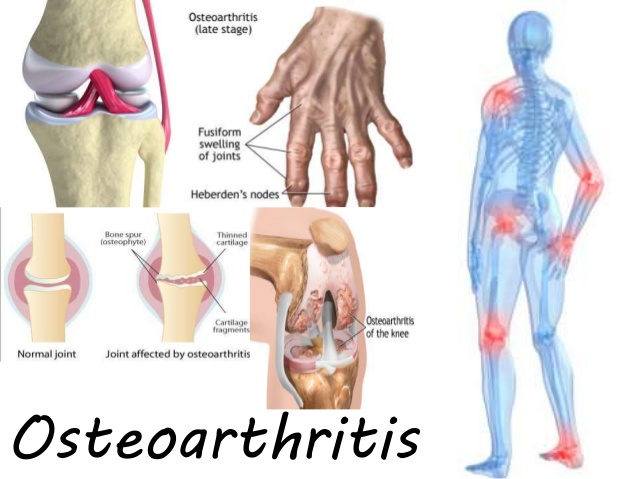 Osteoarthritis
(late stage)
Fusiform
swelling
of joints
Heberden's nodes
Bone spur
(osteophyte)
Thinned
cartilage
Cartilage
fragments
Normal joint
Joint affected by osteoarthritis
Osteoarthritis
of the knee
Osteoarthritis